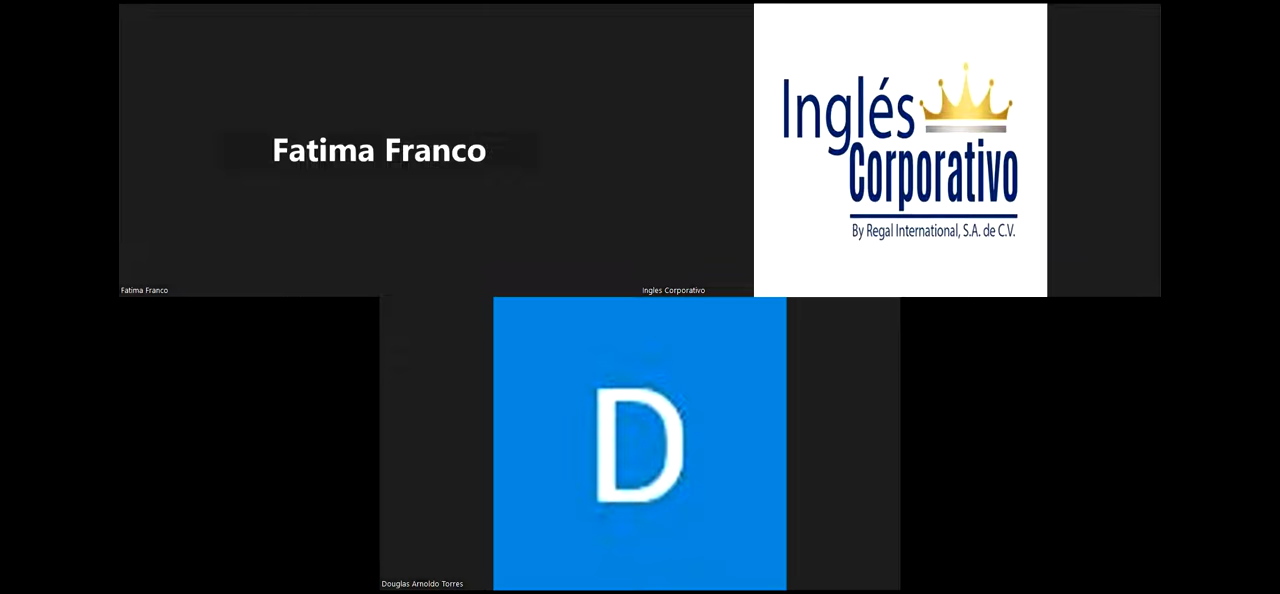 Fatima Franco
Fatima Franco
Inglés
Corporativo
By Regal International, S.A. de C.V.
Ingles Corporativo
D
Douglas Arnoldo Torres